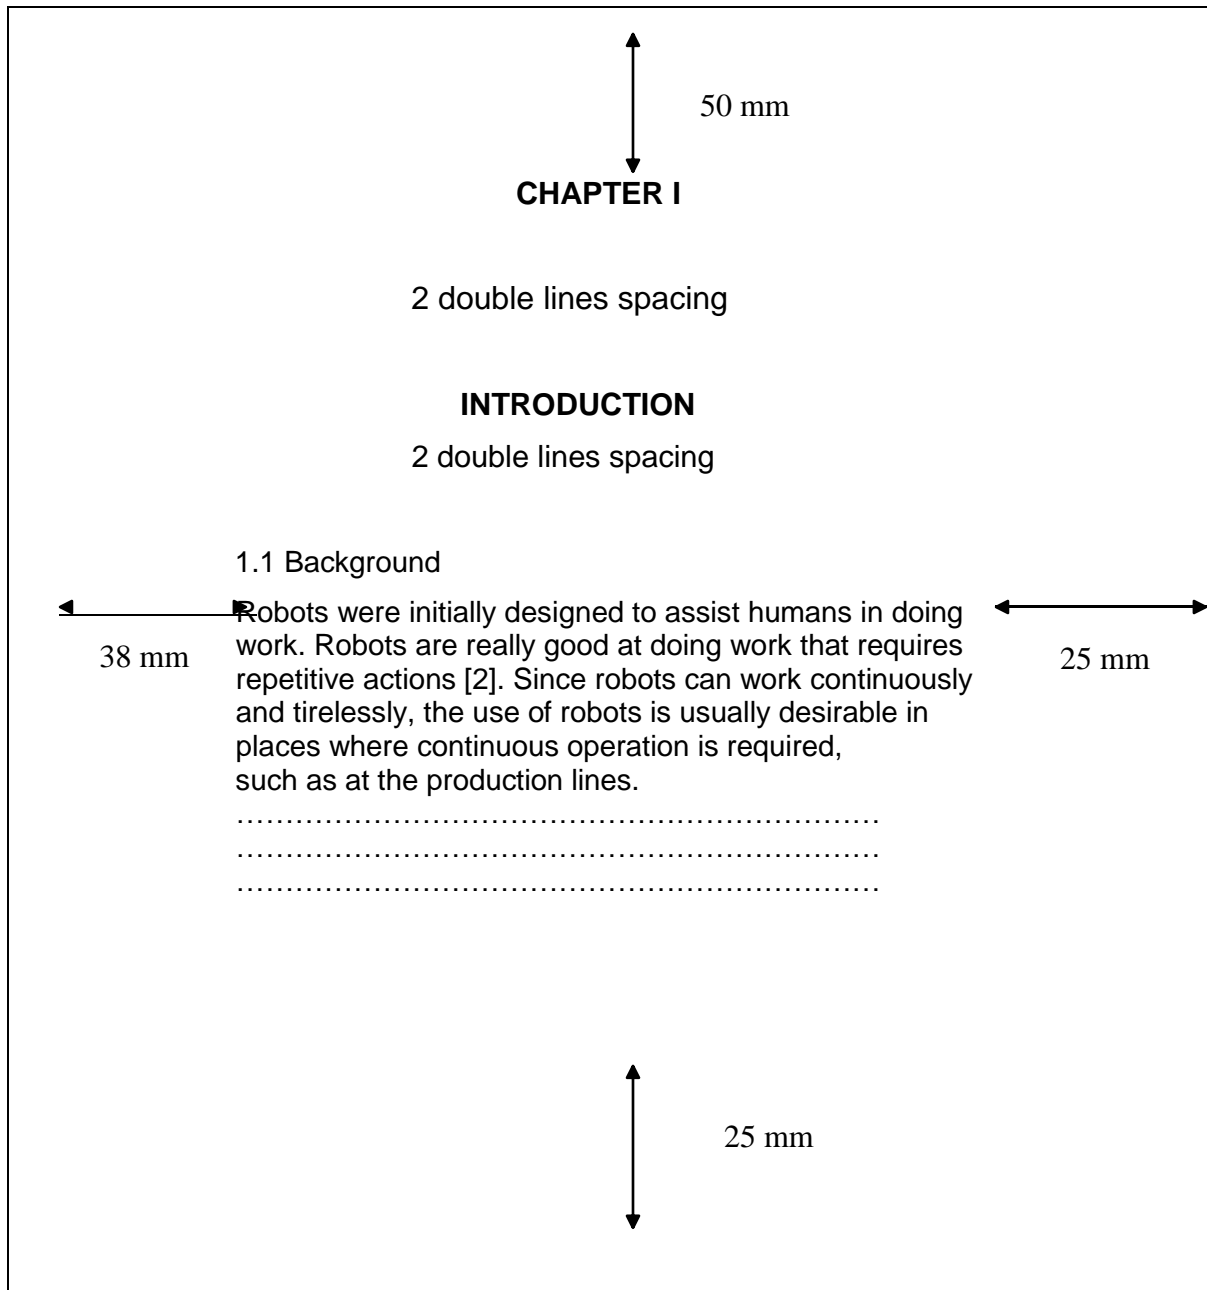 50 mm
CHAPTER I
2 double lines spacing
INTRODUCTION
2 double lines spacing
1.1 Background
Robots were initially designed to assist humans in doing
work. Robots are really good at doing work that requires
repetitive actions [2]. Since robots can work continuously
and tirelessly, the use of robots is usually desirable in
places where continuous operation is required,
such as at the production lines.
………………………………………………………
………………………………………………………
………………………………………………………
38 mm
25 mm
25 mm